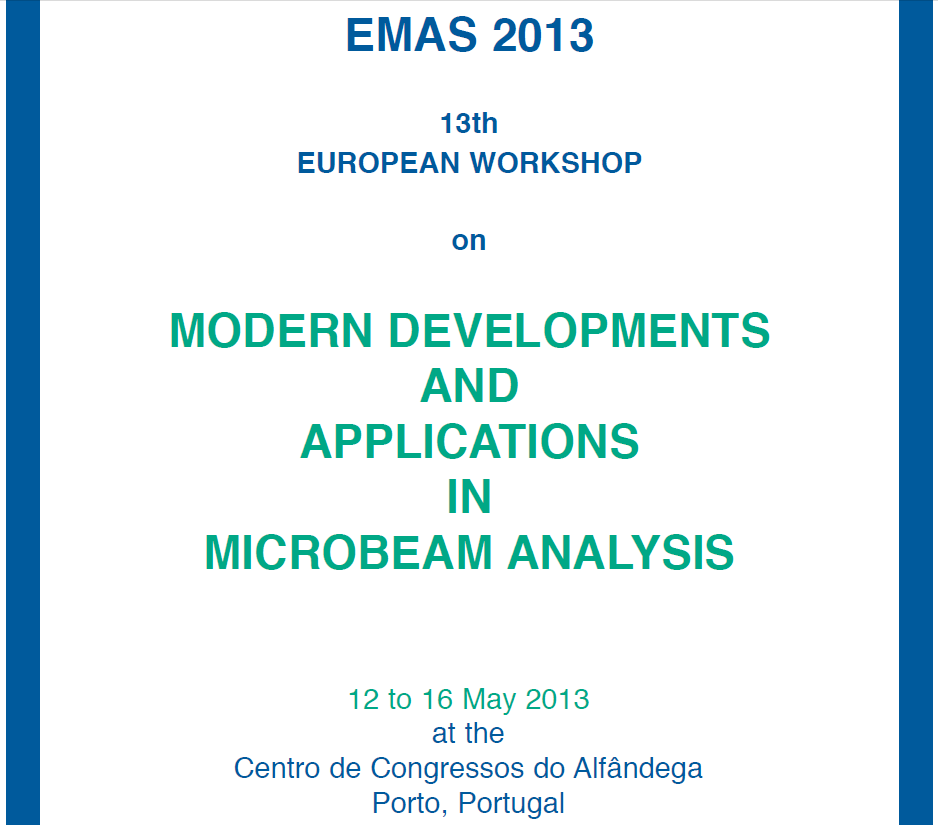 EMAS 2013
13th
EUROPEAN WORKSHOP
on
MODERN DEVELOPMENTS
AND
APPLICATIONS
IN
MICROBEAM ANALYSIS
12 to 16 May 2013
at the
Centro de Congressos do Alfândega
Porto, Portugal